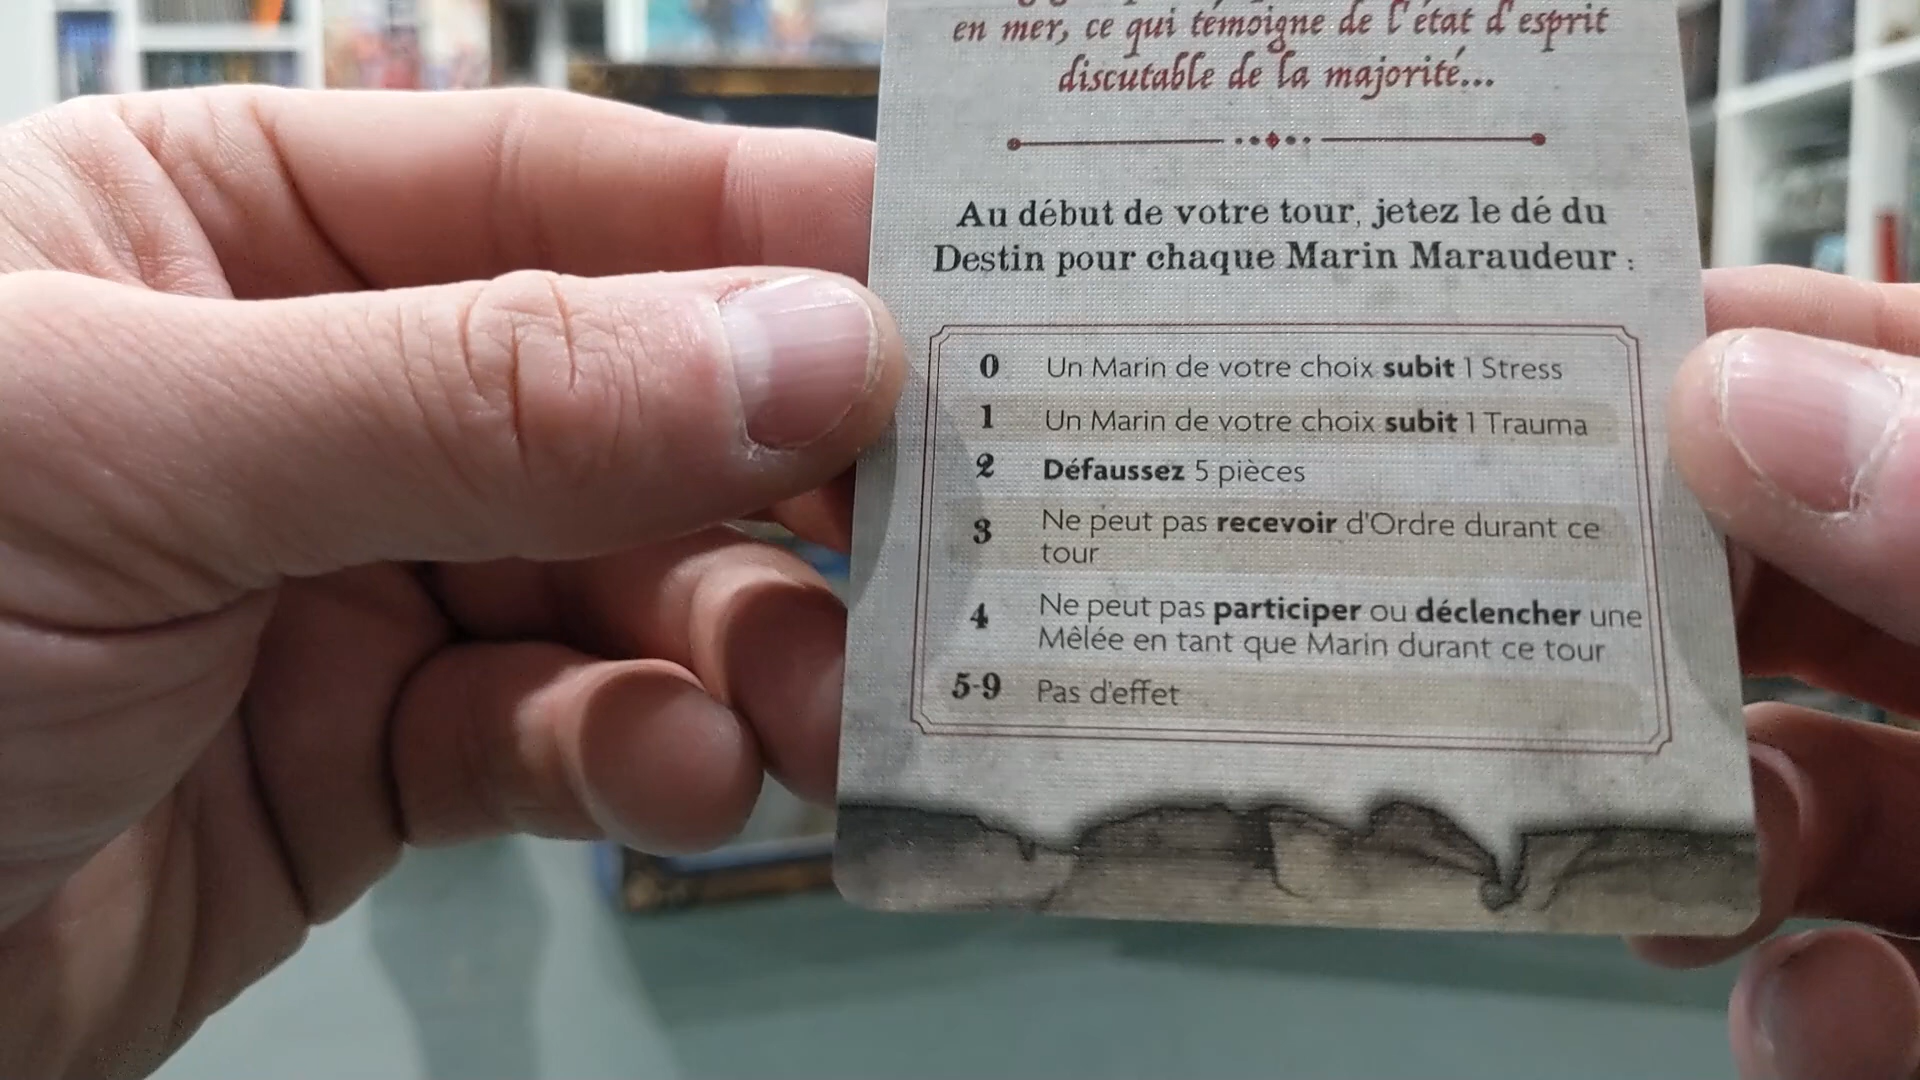 en mer, ce qui témoigne de l'état d'esprit
discutable de la majorité...
Au début de votre tour, jetez le dé du
Destin pour chaque Marin Maraudeur :
0 Un Marin de votre choix subit 1 Stress
1 Un Marin de votre choix subit 1 Trauma
2 Défaussez 5 pièces
3 Ne peut pas recevoir d'Ordre durant ce
tour
4 Ne peut pas participer ou déclencher une
Mêlée en tant que Marin durant ce tour
5-9 Pas d'effet